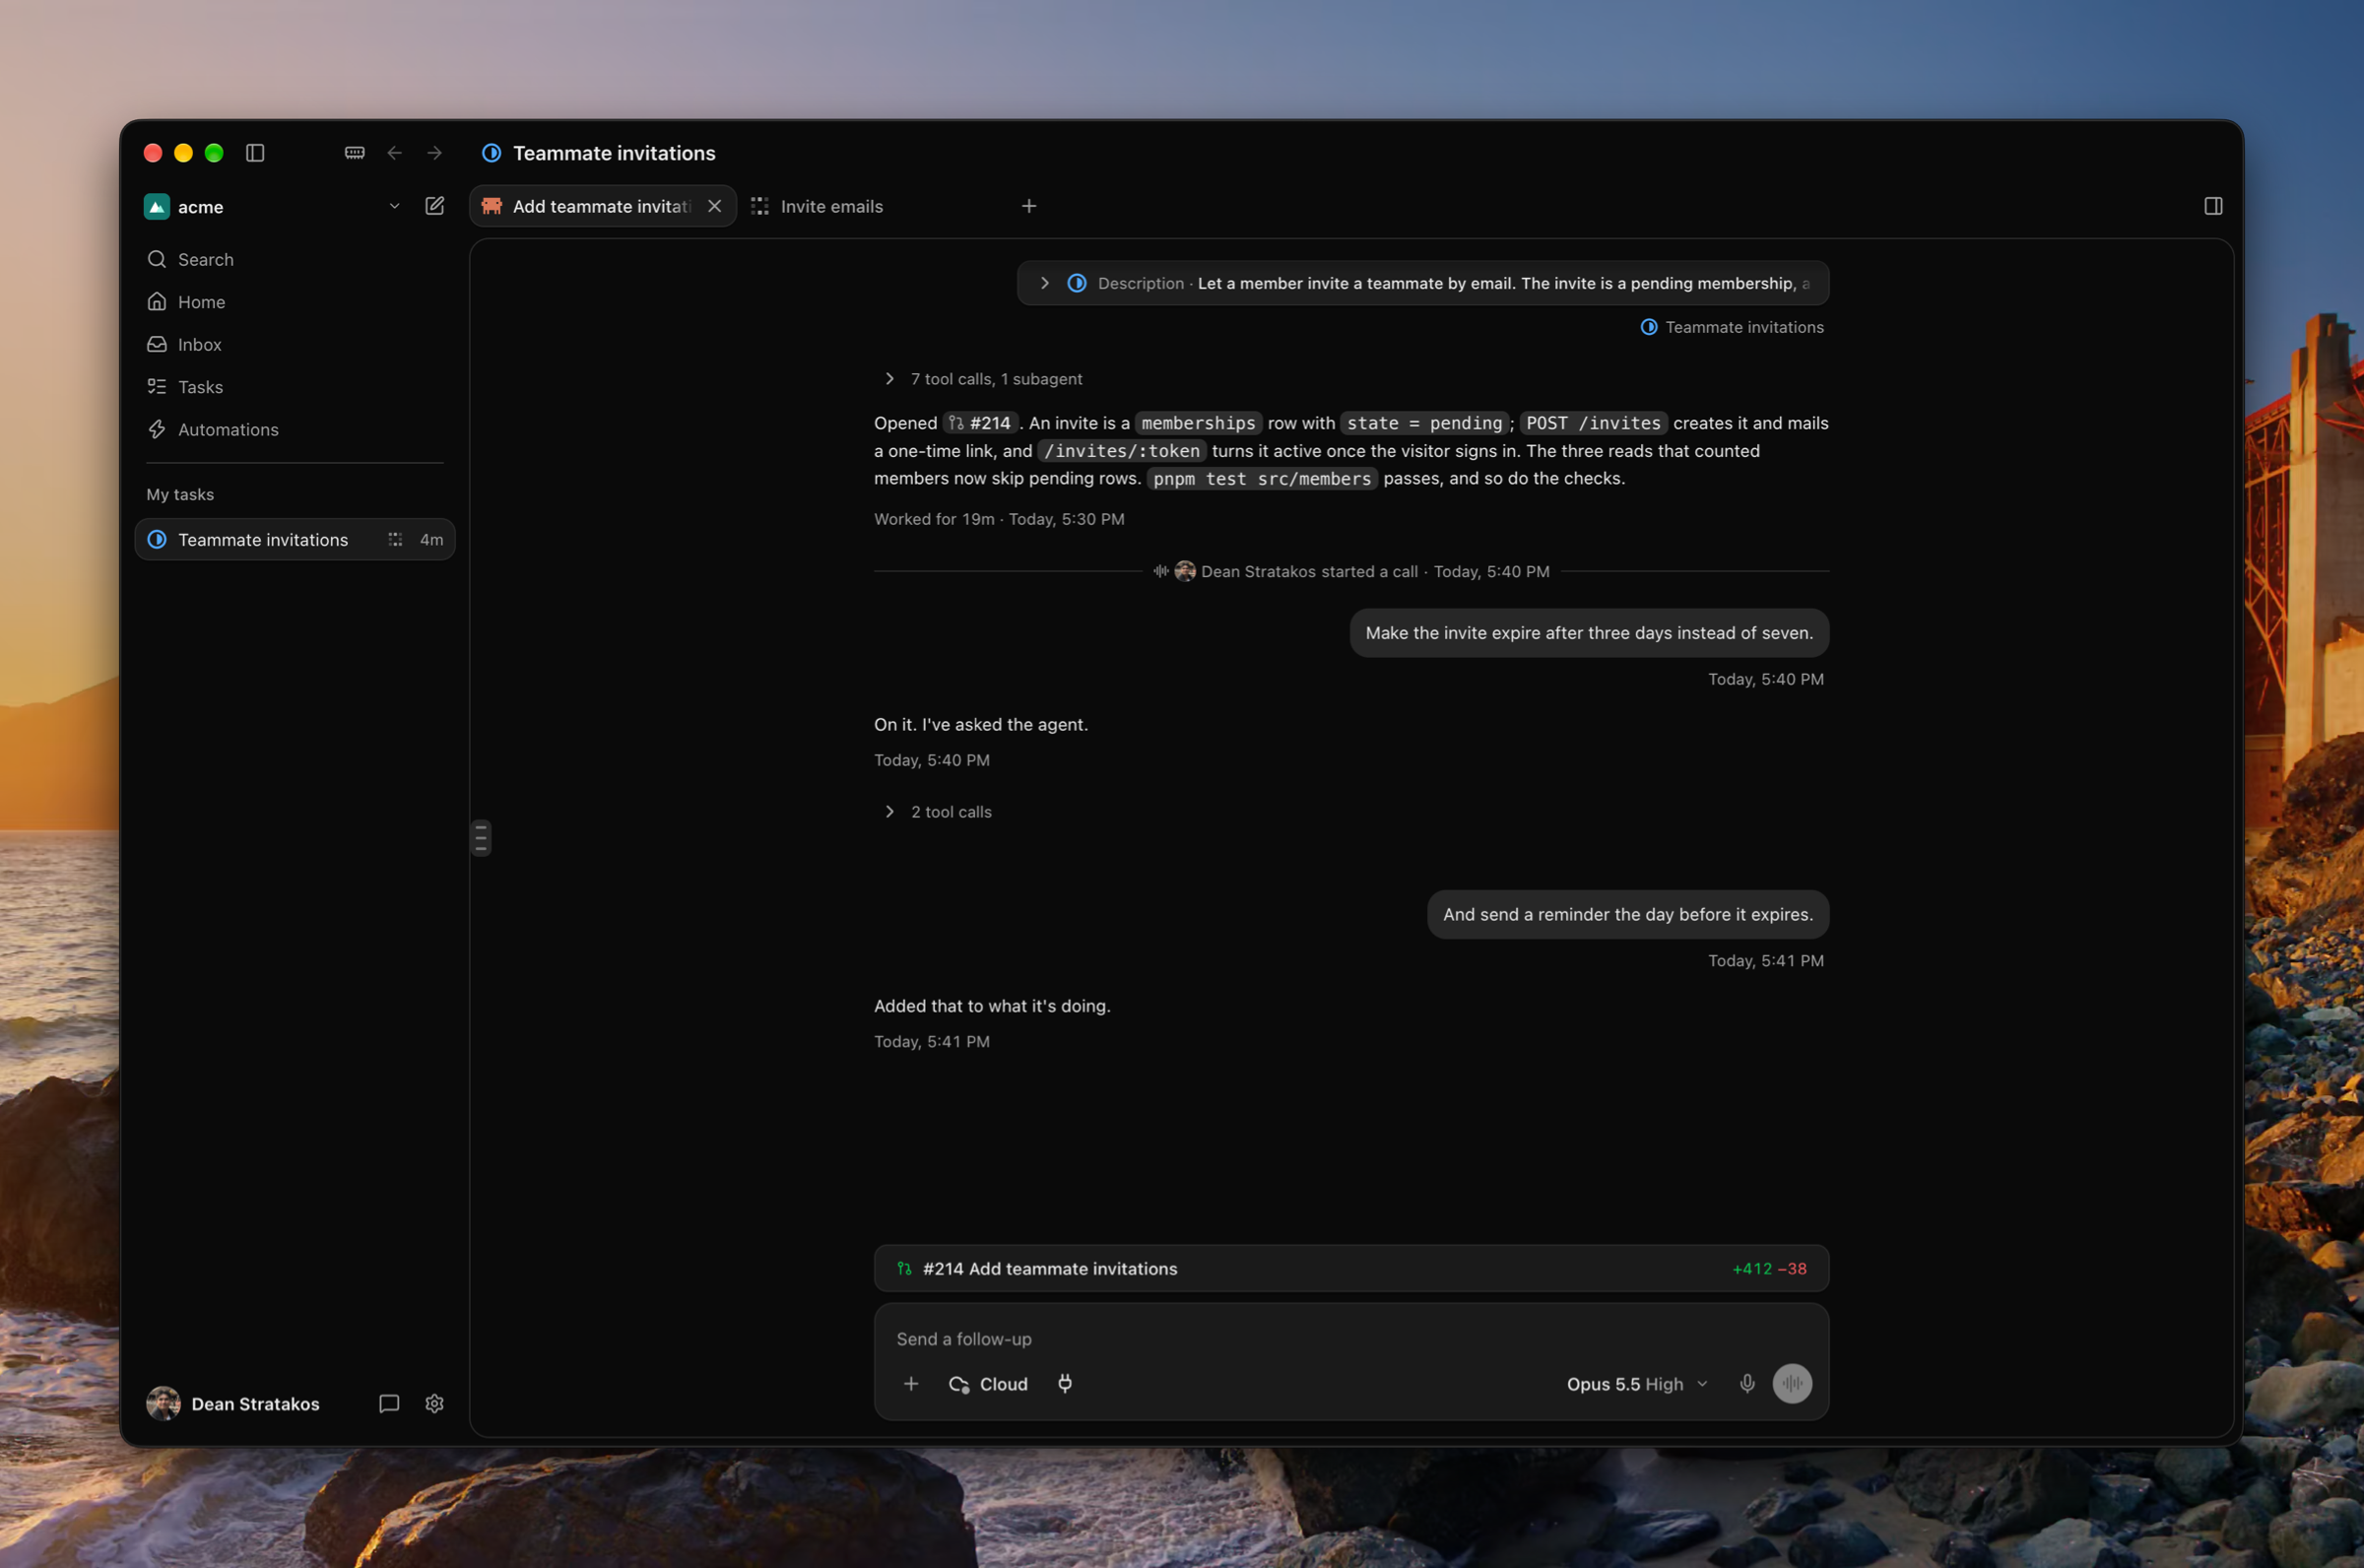 Teammate invitations
acme
Add teammate invitati
Invite emails
Search
Home
Inbox
Tasks
Automations
My tasks
Teammate invitations 4m
Description · Let a member invite a teammate by email. The invite is a pending membership, a
Teammate invitations
7 tool calls, 1 subagent
Opened #214. An invite is a memberships row with state = pending; POST /invites creates it and mails
a one-time link, and /invites/:token turns it active once the visitor signs in. The three reads that counted
members now skip pending rows. pnpm test src/members passes, and so do the checks.
Worked for 19m · Today, 5:30 PM
Dean Stratakos started a call · Today, 5:40 PM
Make the invite expire after three days instead of seven.
Today, 5:40 PM
On it. I've asked the agent.
Today, 5:40 PM
2 tool calls
And send a reminder the day before it expires.
Today, 5:41 PM
Added that to what it's doing.
Today, 5:41 PM
#214 Add teammate invitations +412 −38
Send a follow-up
Cloud
Opus 5.5 High
Dean Stratakos